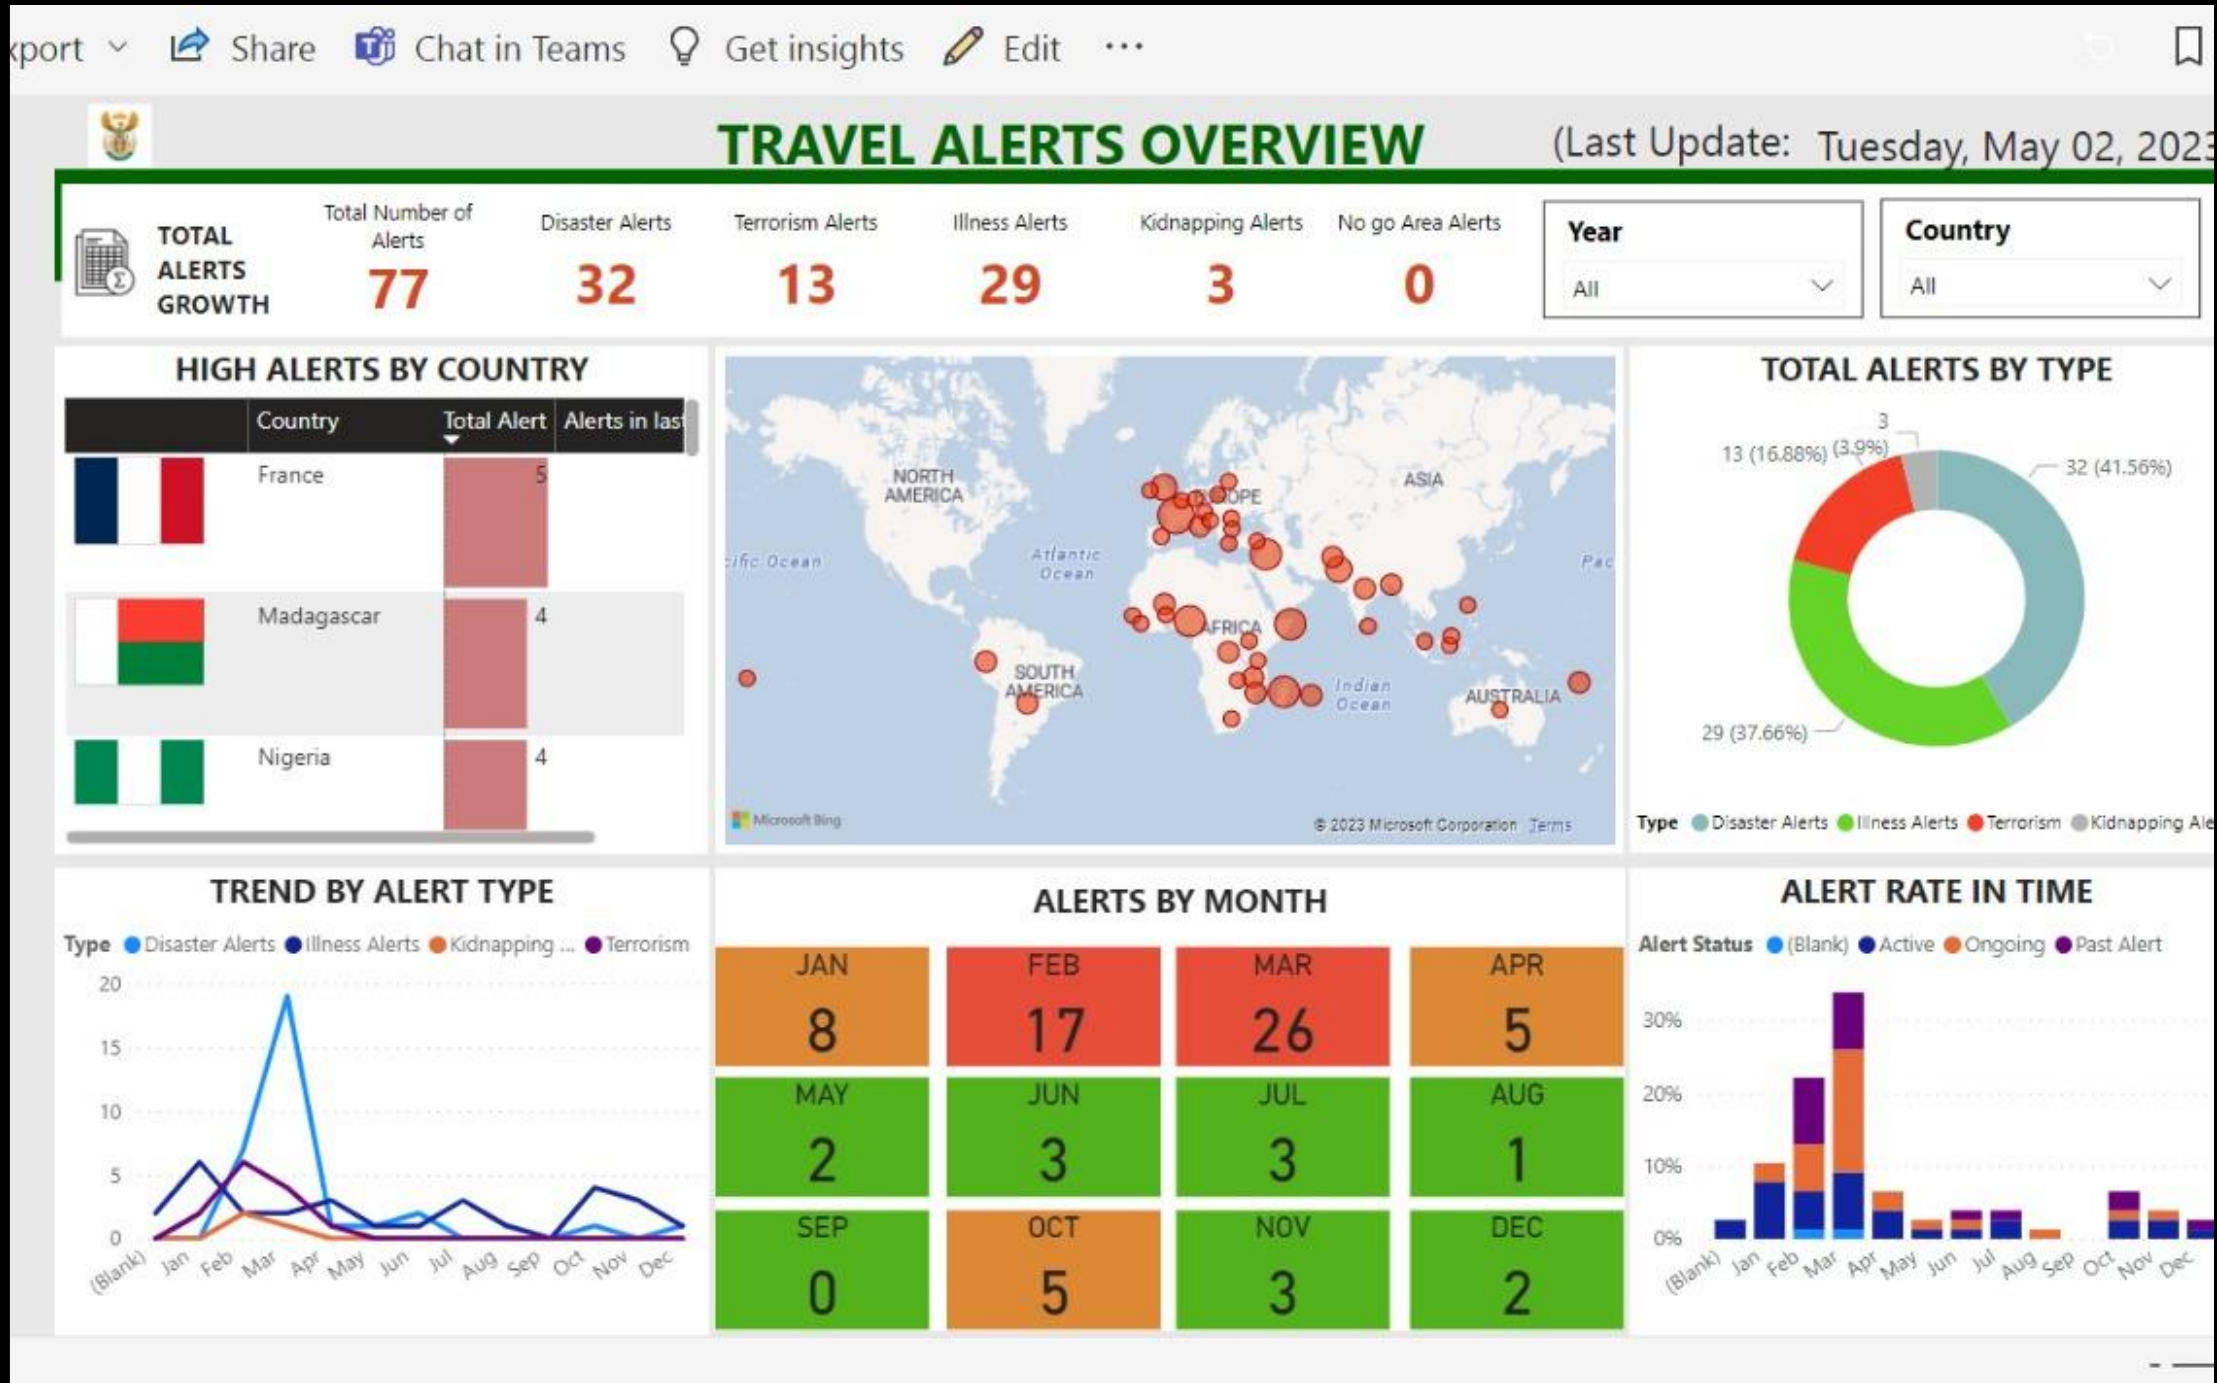 Share
Chat in Teams
Get insights
Edit
TRAVEL ALERTS OVERVIEW
(Last Update: Tuesday, May 02, 2023
TOTAL
ALERTS
GROWTH
Total Number of
Alerts
77
Disaster Alerts
32
Terrorism Alerts
13
Illness Alerts
29
Kidnapping Alerts
3
No go Area Alerts
0
Year
All
Country
All
HIGH ALERTS BY COUNTRY
Country Total Alert Alerts in last
France 5
Madagascar 4
Nigeria 4
NORTH
AMERICA
EUROPE
ASIA
cific Ocean
Atlantic
Ocean
Pac
AFRICA
SOUTH
AMERICA
Indian
Ocean
AUSTRALIA
Microsoft Bing
© 2023 Microsoft Corporation Terms
TOTAL ALERTS BY TYPE
3
(3.9%)
13 (16.88%)
32 (41.56%)
29 (37.66%)
Type Disaster Alerts Illness Alerts Terrorism Kidnapping Ale
TREND BY ALERT TYPE
Type Disaster Alerts Illness Alerts Kidnapping ... Terrorism
20
15
10
5
0
(Blank) Jan Feb Mar Apr May Jun Jul Aug Sep Oct Nov Dec
ALERTS BY MONTH
JAN FEB MAR APR
8 17 26 5
MAY JUN JUL AUG
2 3 3 1
SEP OCT NOV DEC
0 5 3 2
ALERT RATE IN TIME
Alert Status (Blank) Active Ongoing Past Alert
30%
20%
10%
0%
(Blank) Jan Feb Mar Apr May Jun Jul Aug Sep Oct Nov Dec